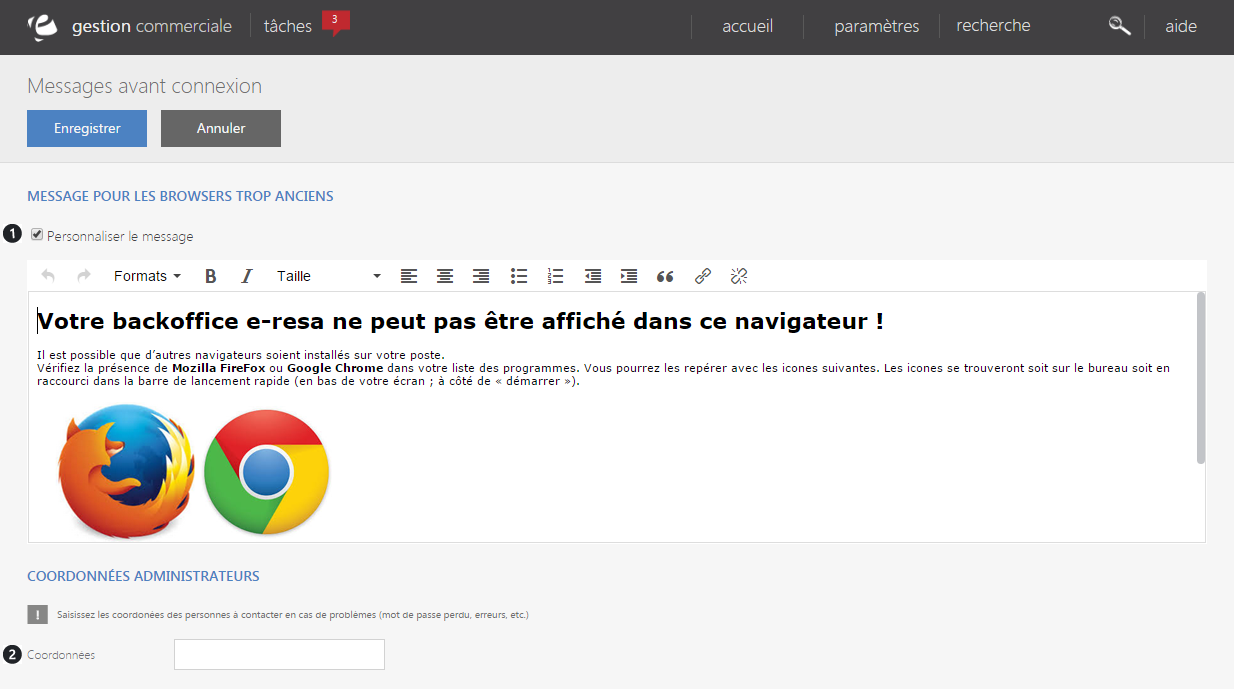 gestion commerciale
tâches
3
accueil
paramètres
recherche
aide
Messages avant connexion
Enregistrer
Annuler
MESSAGE POUR LES BROWSERS TROP ANCIENS
1
Personnaliser le message
Formats
B
I
Taille
Votre backoffice e-resa ne peut pas être affiché dans ce navigateur !
Il est possible que d’autres navigateurs soient installés sur votre poste.
Vérifiez la présence de Mozilla FireFox ou Google Chrome dans votre liste des programmes. Vous pourrez les repérer avec les icones suivantes. Les icones se trouveront soit sur le bureau soit en
raccourci dans la barre de lancement rapide (en bas de votre écran ; à côté de « démarrer »).
COORDONNÉES ADMINISTRATEURS
! Saisissez les coordonées des personnes à contacter en cas de problèmes (mot de passe perdu, erreurs, etc.)
2
Coordonnées